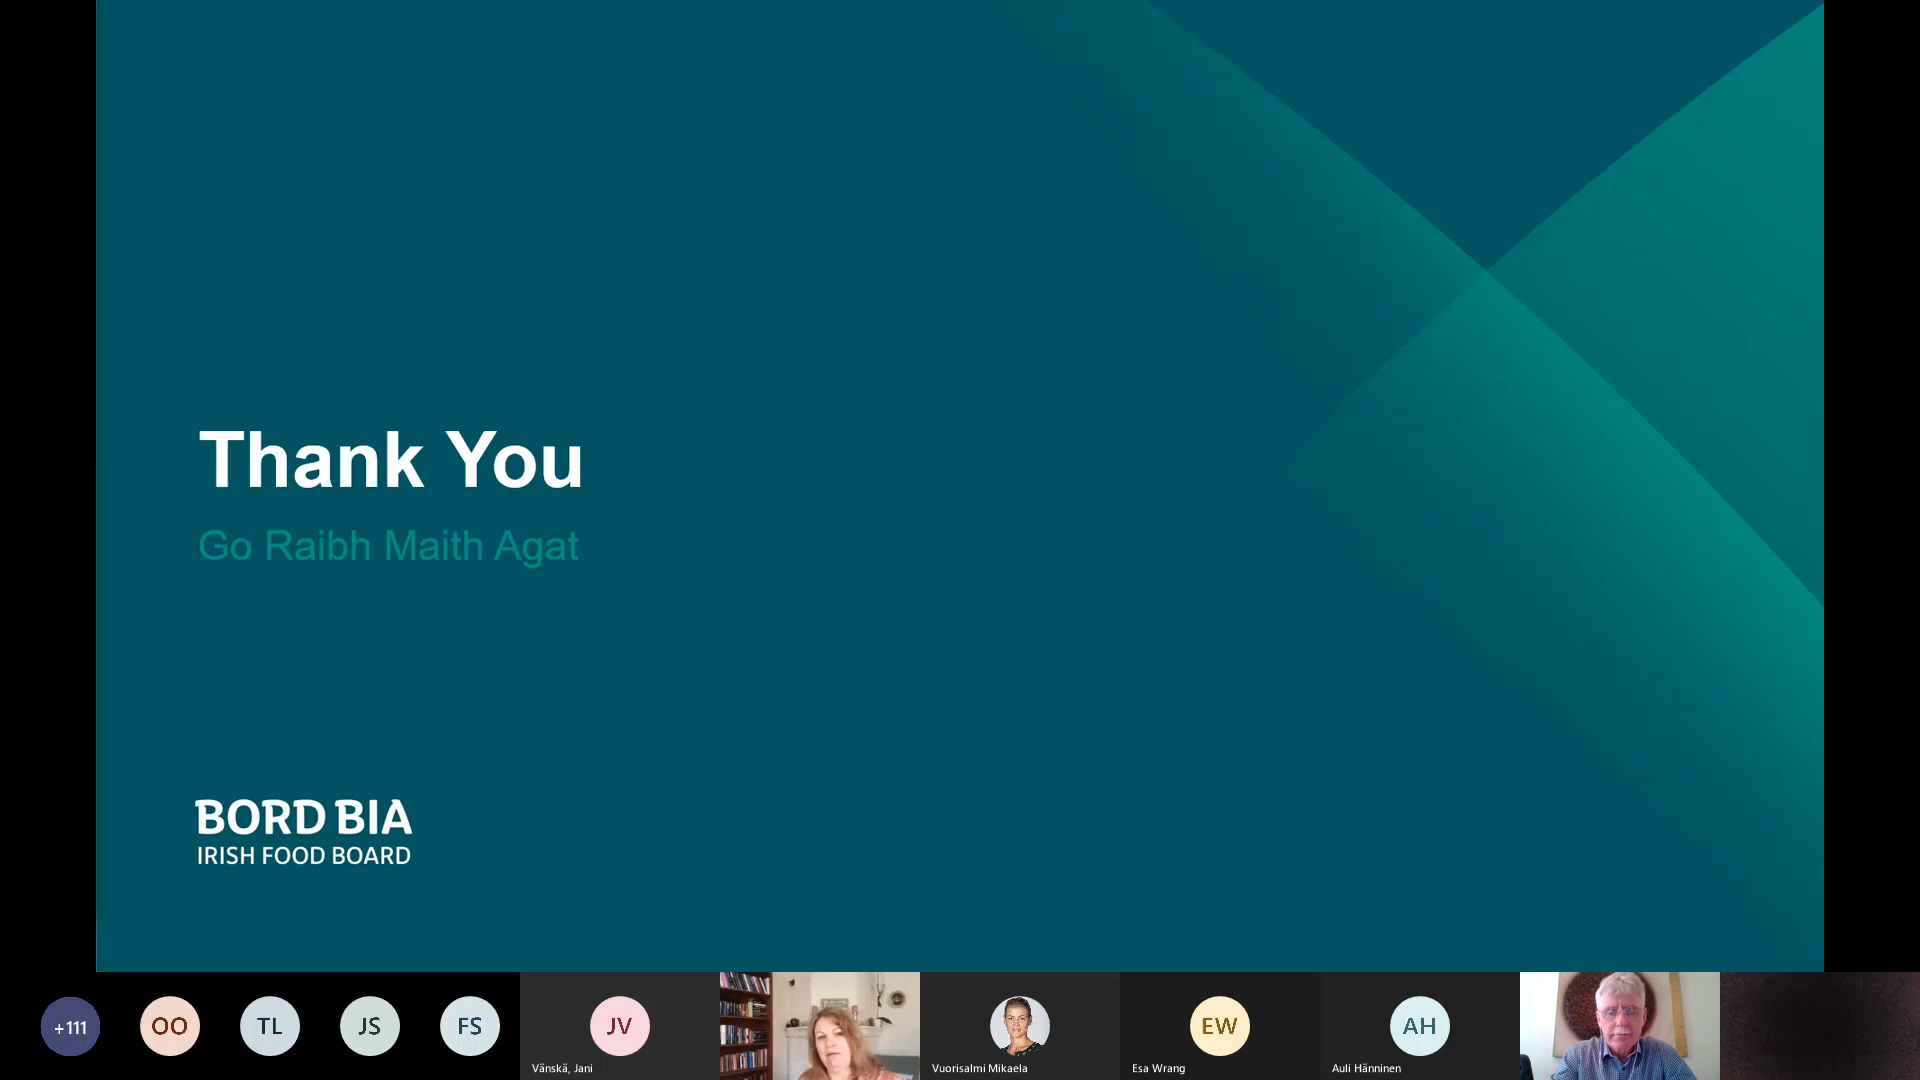 Thank You
Go Raibh Maith Agat
BORD BIA
IRISH FOOD BOARD
+111
OO
TL
JS
FS
JV
EW
AH
Vänskä, Jani
Vuorisalmi Mikaela
Esa Wrang
Auli Hänninen